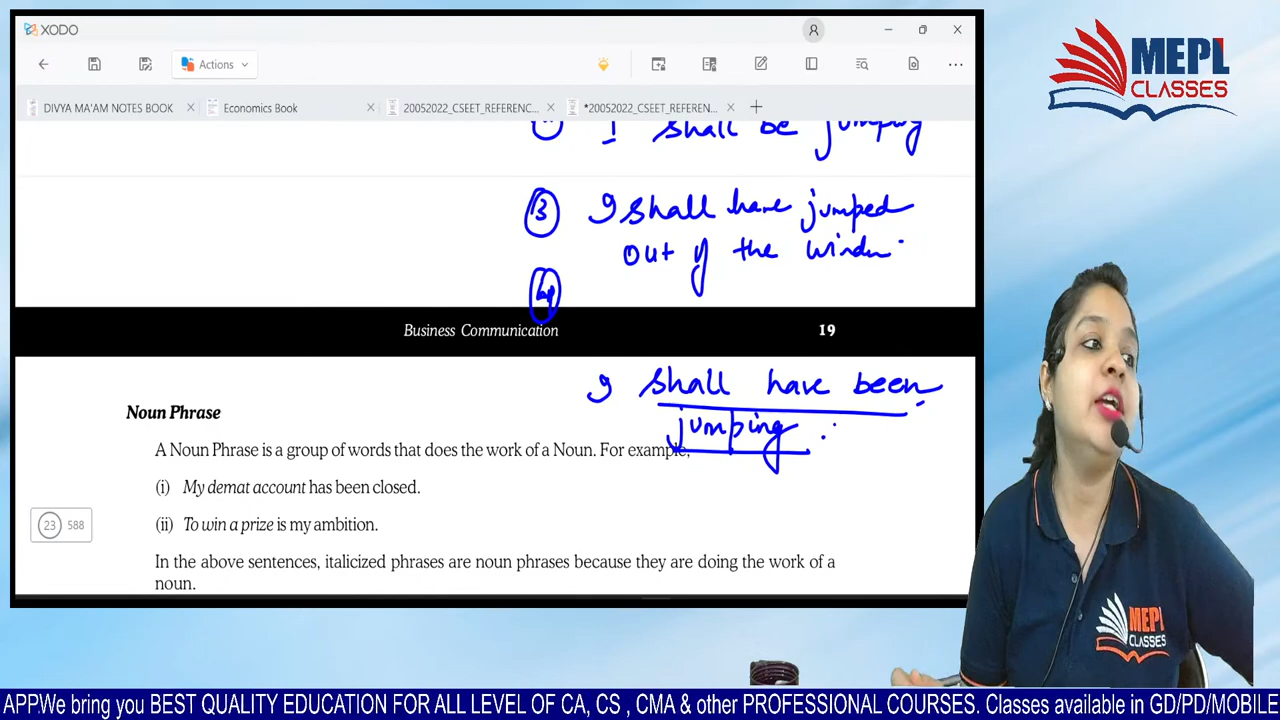 XODO
MEPL
CLASSES
Actions
DIVYA MA'AM NOTES BOOK
Economics Book
20052022_CSEET_REFERENC...
*20052022_CSEET_REFEREN...
I shall be jumping
3 I shall have jumped
out of the window.
Business Communication 19
I shall have been
jumping.
Noun Phrase
A Noun Phrase is a group of words that does the work of a Noun. For example,
(i) My demat account has been closed.
(ii) To win a prize is my ambition.
23 588
In the above sentences, italicized phrases are noun phrases because they are doing the work of a
noun.
MEPL
CLASSES
APP.We bring you BEST QUALITY EDUCATION FOR ALL LEVEL OF CA, CS , CMA & other PROFESSIONAL COURSES. Classes available in GD/PD/MOBILE